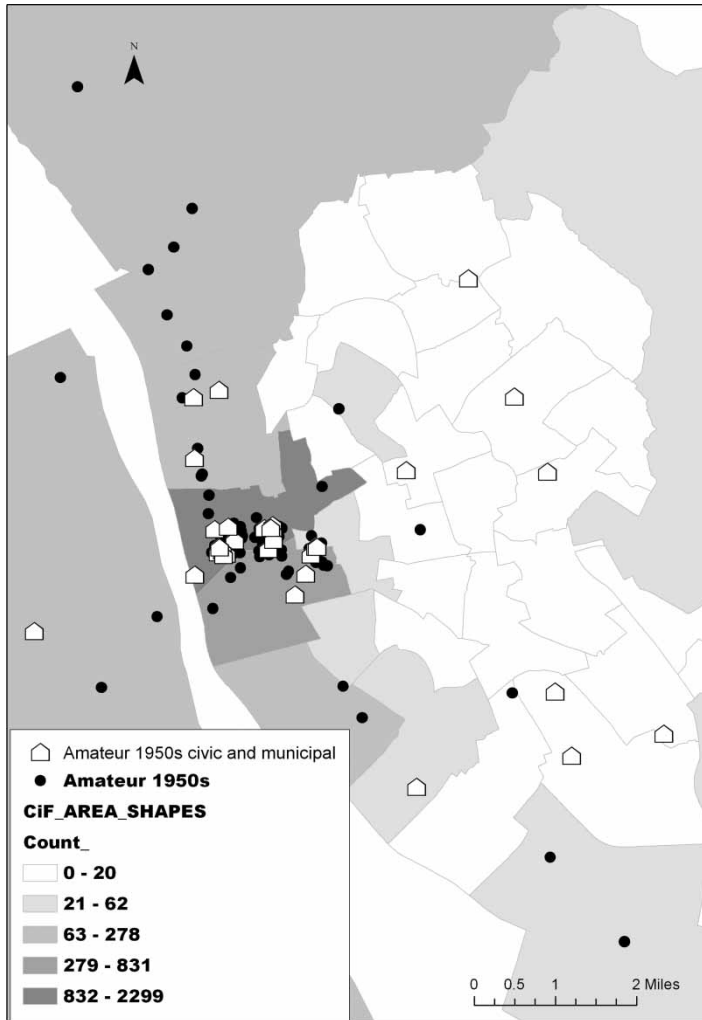 N
Amateur 1950s civic and municipal
Amateur 1950s
CiF_AREA_SHAPES
Count_
0 - 20
21 - 62
63 - 278
279 - 831
832 - 2299
0 0.5 1 2 Miles